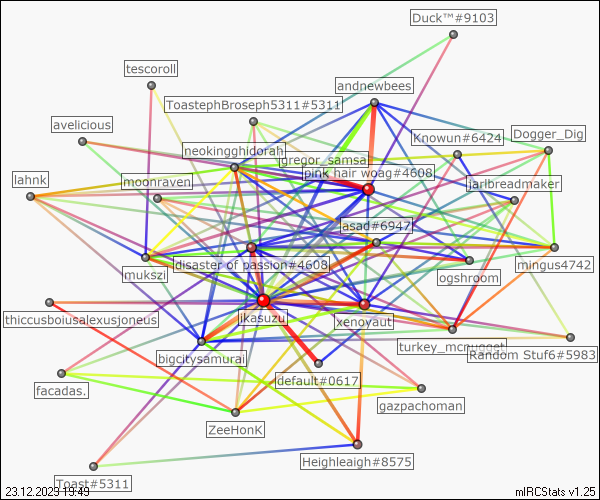 Duck™#9103
tescoroll
andnewbees
ToastephBroseph5311#5311
avelicious
Knowun#6424
Dogger_Dig
neokingghidorah
gregor_samsa
pink hair woag#4608
lahnk
moonraven
jarlbreadmaker
asad#6947
mukszi
disaster of passion#4608
ogshroom
mingus4742
thiccusboiusalexusjoneus
jikasuzu
xenoyaut
turkey_mcnugget
Random Stuf6#5983
bigcitysamurai
default#0617
facadas.
gazpachoman
ZeeHonK
Heighleaigh#8575
Toast#5311
23.12.2023 19:49
mIRCStats v1.25